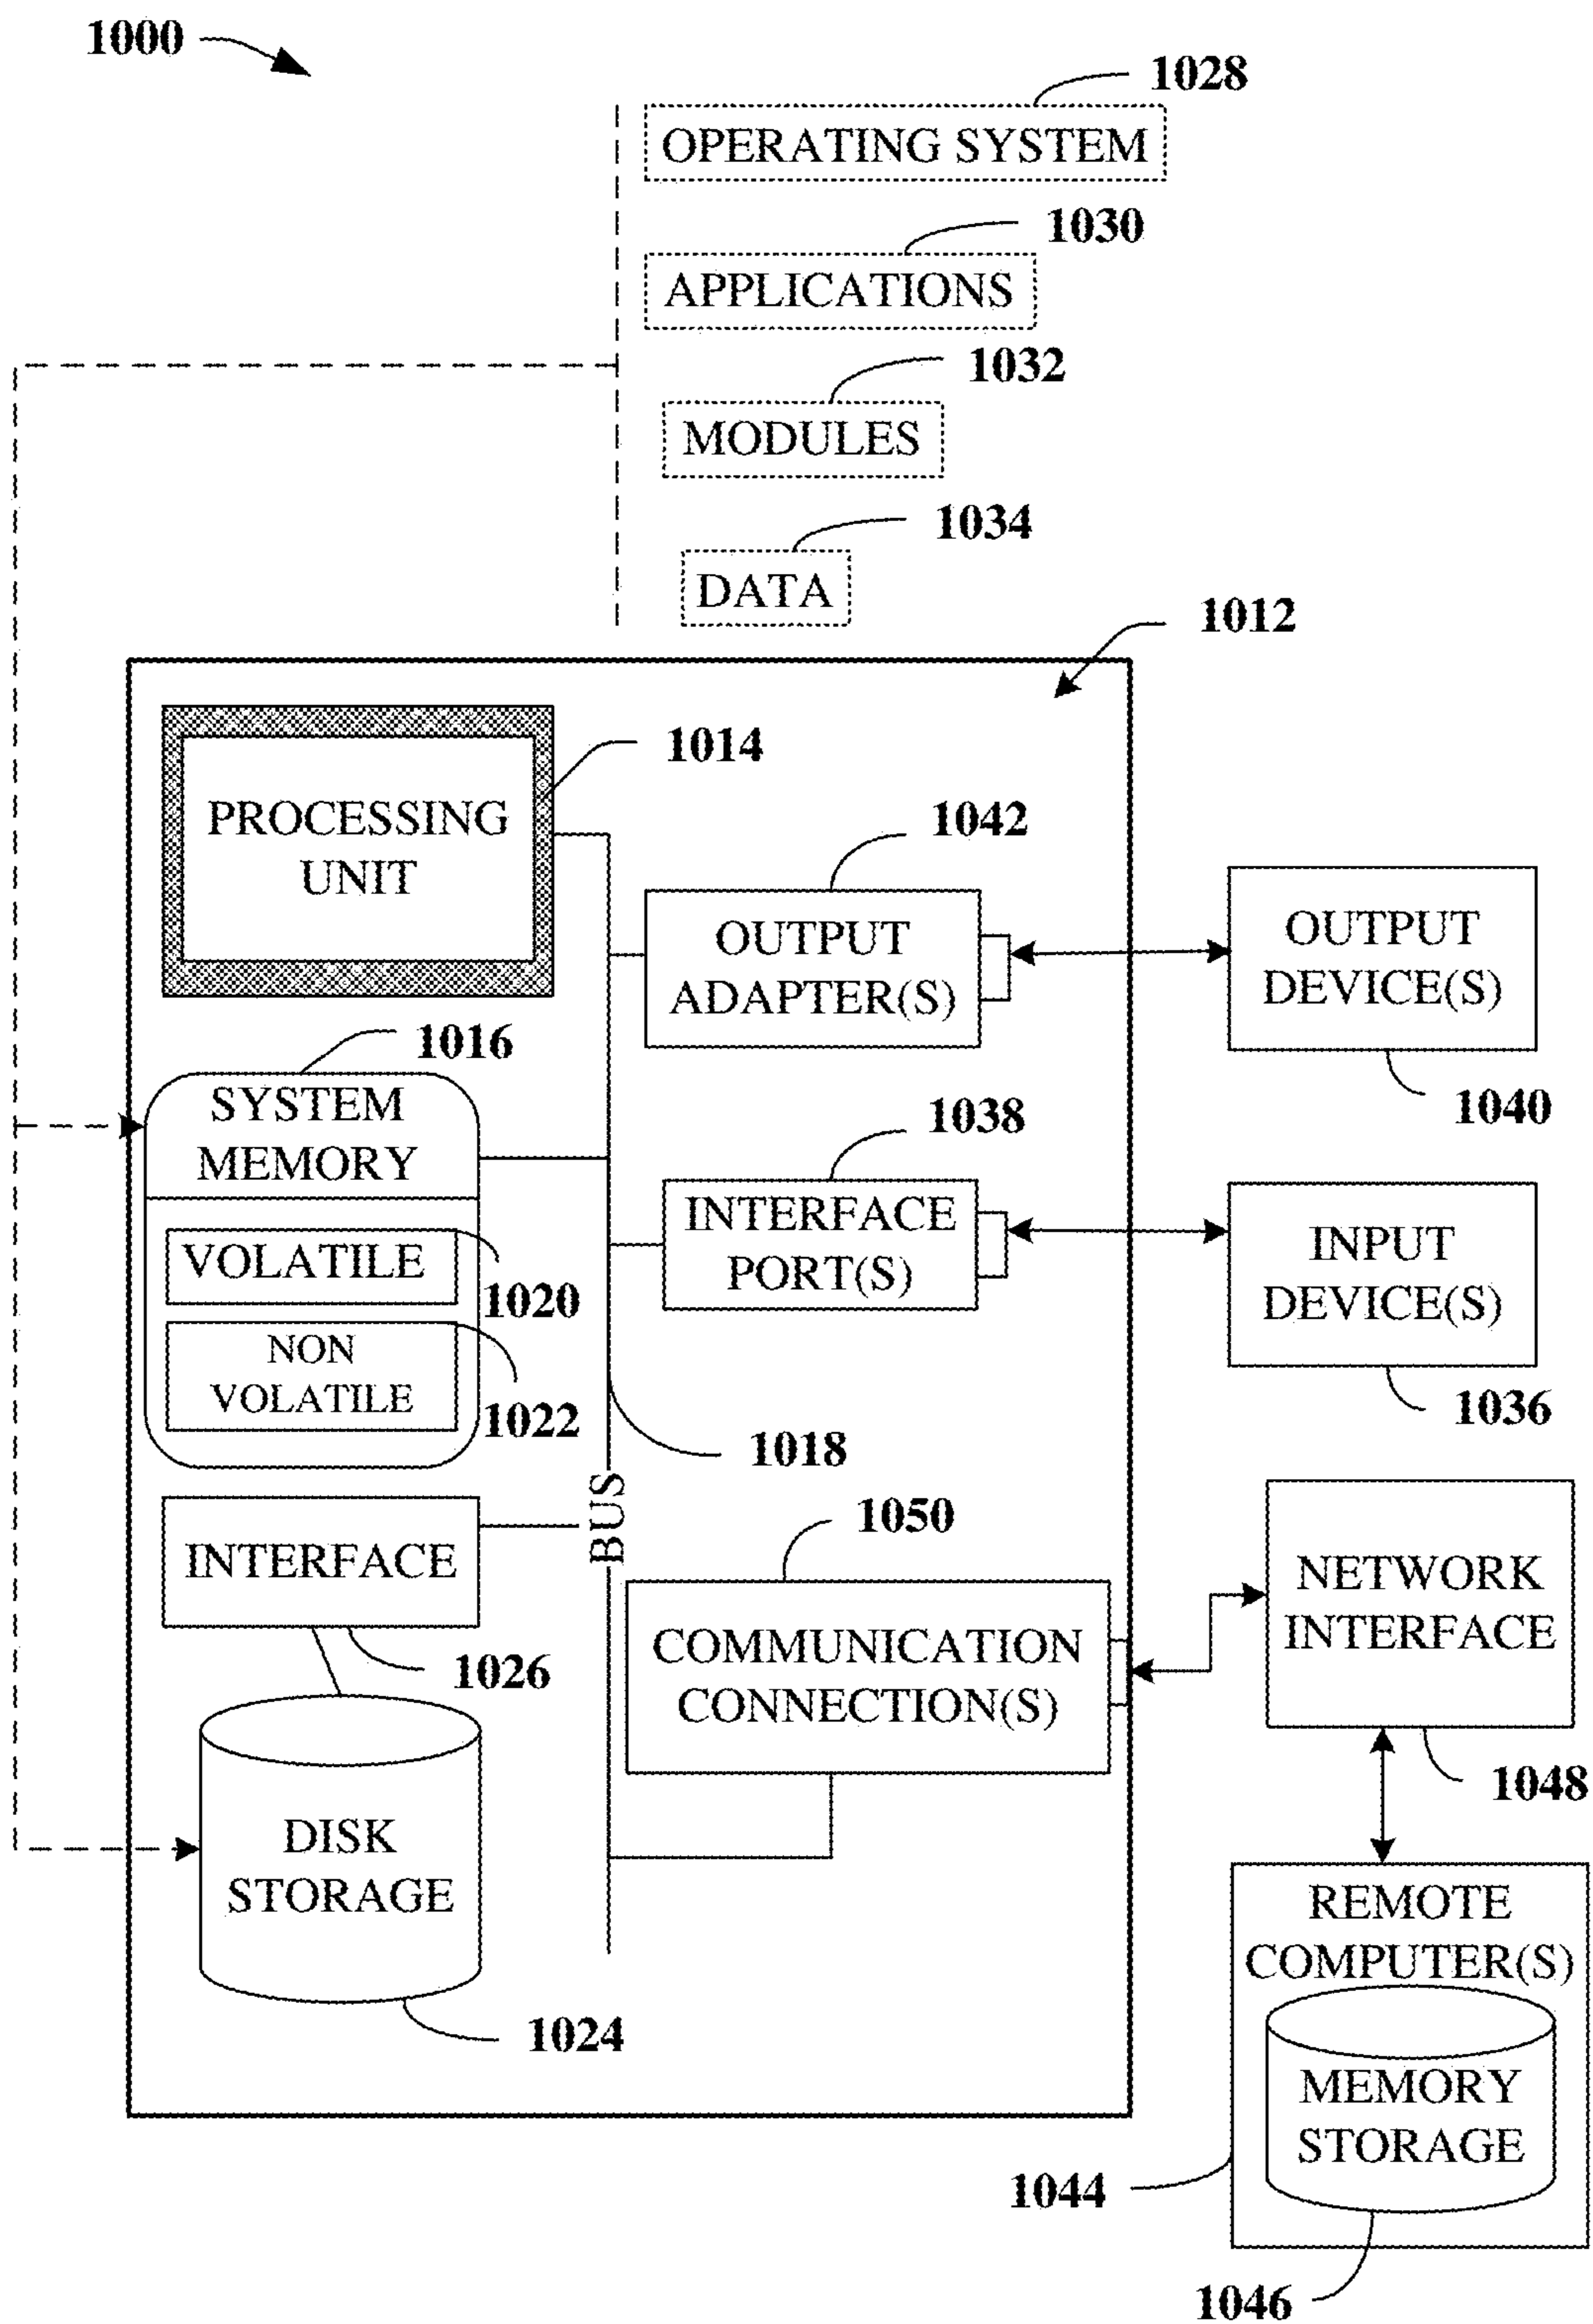 1000
1028
OPERATING SYSTEM
1030
APPLICATIONS
1032
MODULES
1034
DATA
1012
1014
PROCESSING
UNIT
1042
OUTPUT
ADAPTER(S)
OUTPUT
DEVICE(S)
1040
1016
SYSTEM
MEMORY
VOLATILE
1020
NON
VOLATILE
1022
1038
INTERFACE
PORT(S)
INPUT
DEVICE(S)
1036
1018
BUS
INTERFACE
1026
1050
COMMUNICATION
CONNECTION(S)
NETWORK
INTERFACE
1048
DISK
STORAGE
1024
REMOTE
COMPUTER(S)
MEMORY
STORAGE
1044
1046